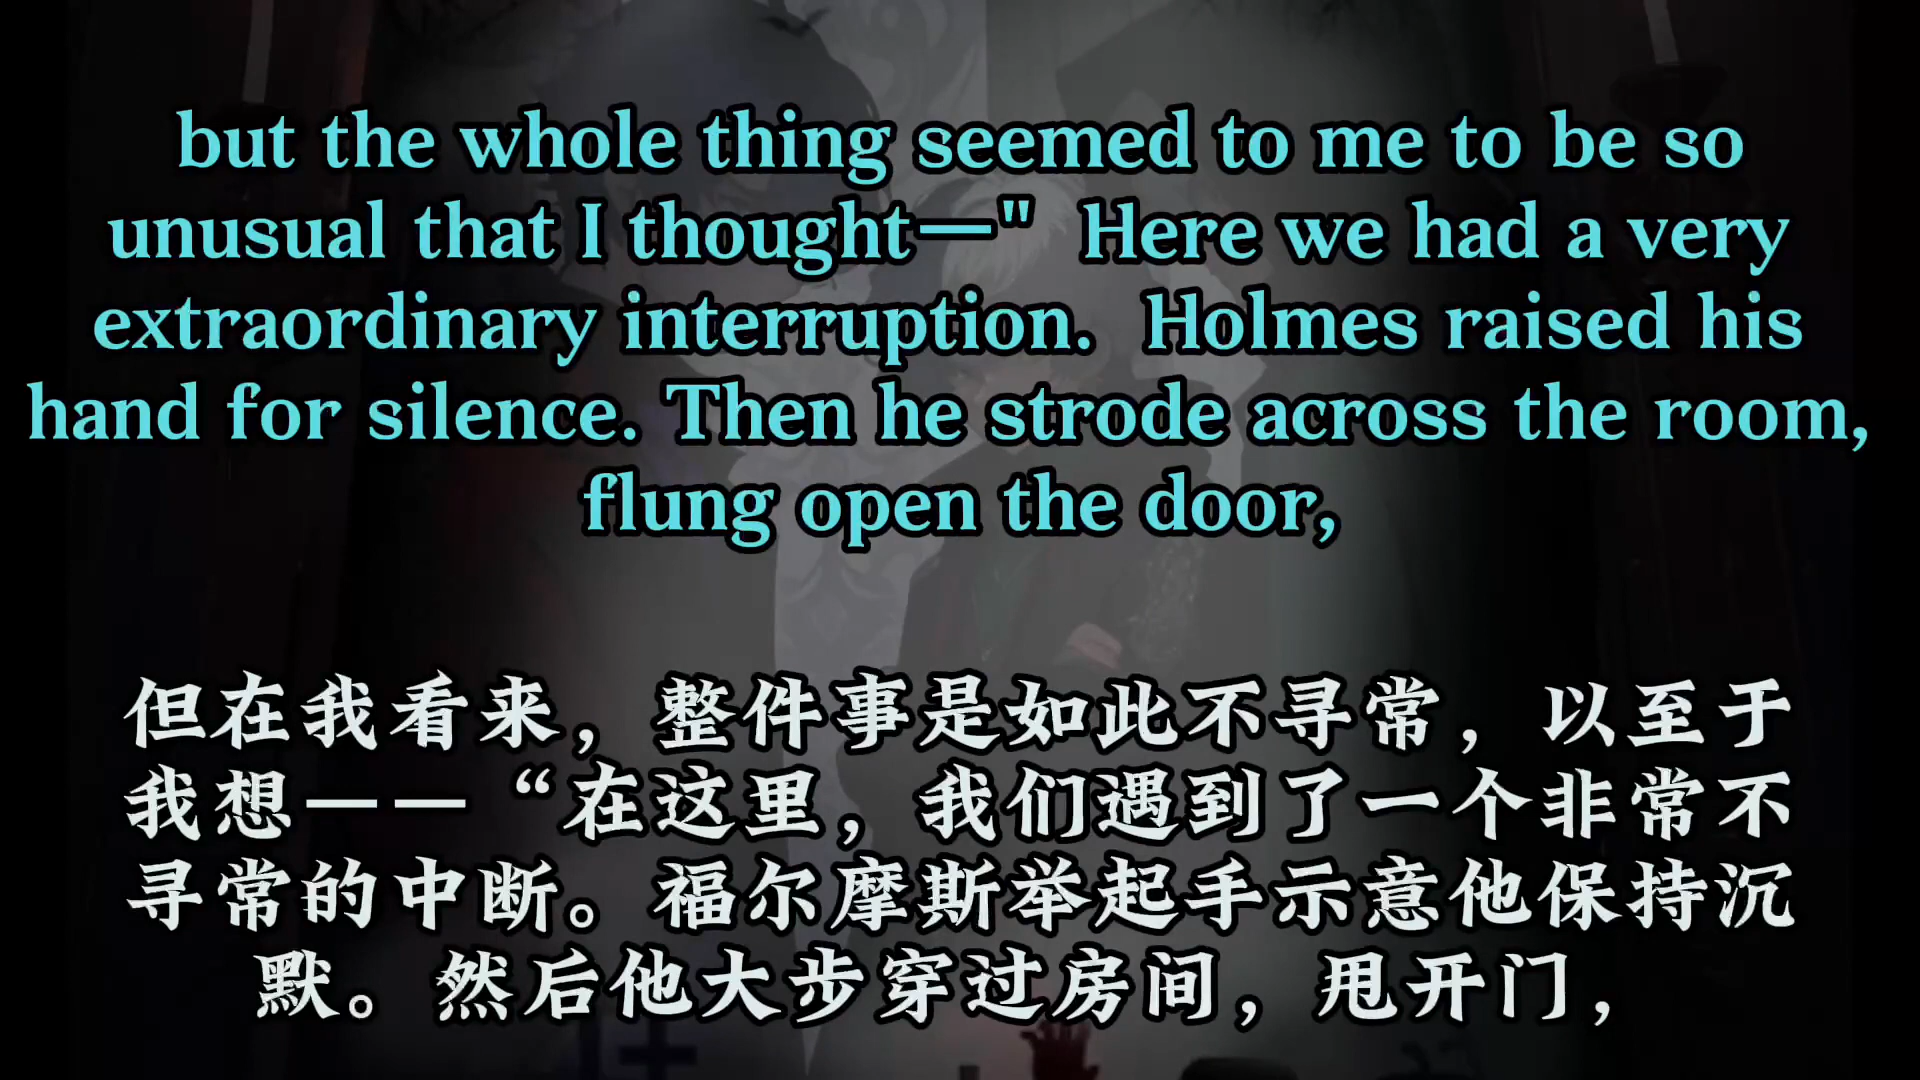 but the whole thing seemed to me to be so
unusual that I thought—" Here we had a very
extraordinary interruption. Holmes raised his
hand for silence. Then he strode across the room,
flung open the door,
但在我看来，整件事是如此不寻常，以至于
我想——“在这里，我们遇到了一个非常不
寻常的中断。福尔摩斯举起手示意他保持沉
默。然后他大步穿过房间，甩开门，